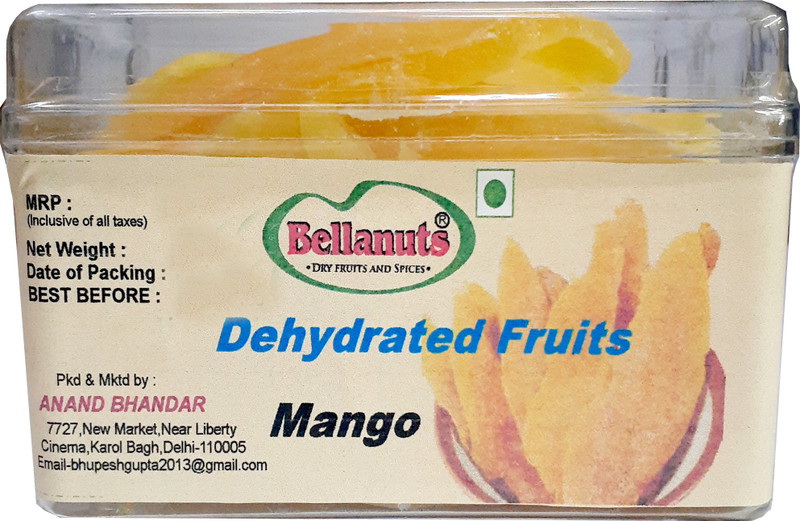 MRP :
(Inclusive of all taxes)
Net Weight :
Date of Packing :
BEST BEFORE :
Bellanuts®
•DRY FRUITS AND SPICES•
Dehydrated Fruits
Mango
Pkd & Mktd by :
ANAND BHANDAR
7727,New Market,Near Liberty
Cinema,Karol Bagh,Delhi-110005
Email-bhupeshgupta2013@gmail.com